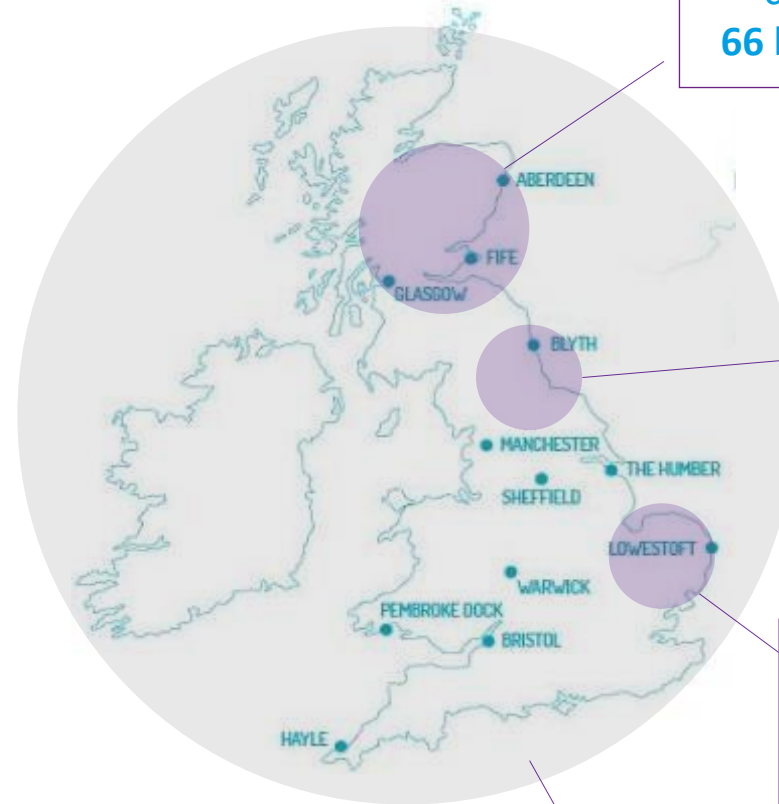 66
ABERDEEN
FIFE
GLASGOW
BLYTH
MANCHESTER
THE HUMBER
SHEFFIELD
LOWESTOFT
WARWICK
PEMBROKE DOCK
BRISTOL
HAYLE